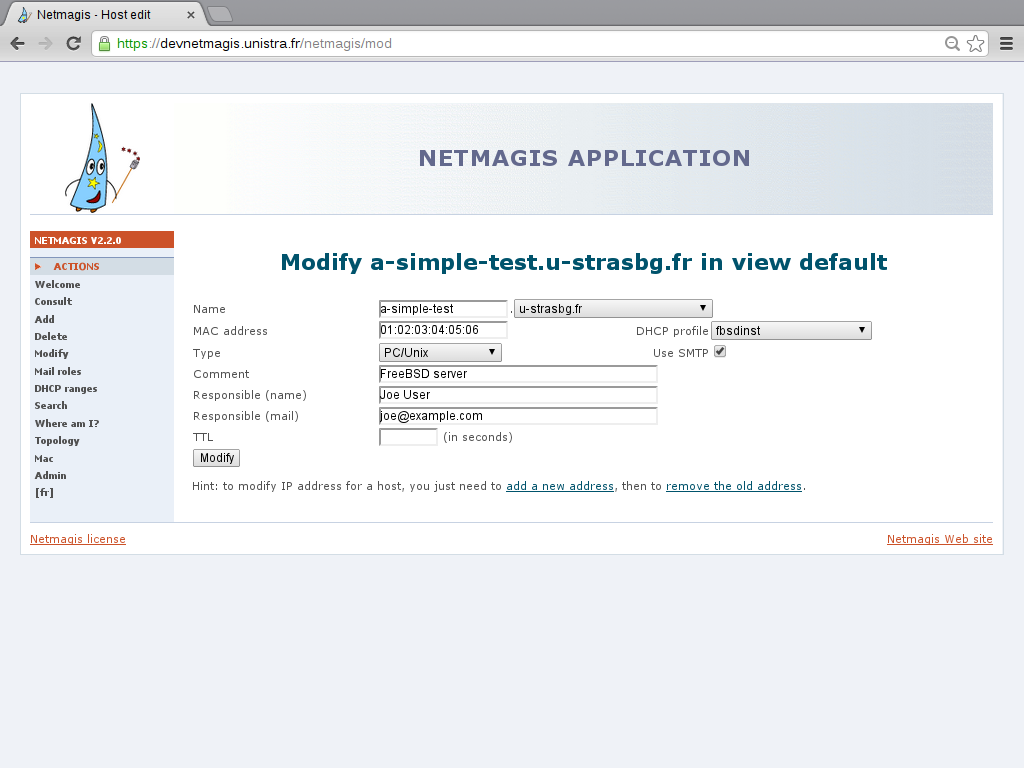 Netmagis - Host edit
https://devnetmagis.unistra.fr/netmagis/mod
NETMAGIS APPLICATION
NETMAGIS V2.2.0
ACTIONS
Welcome
Consult
Add
Delete
Modify
Mail roles
DHCP ranges
Search
Where am I?
Topology
Mac
Admin
[fr]
Modify a-simple-test.u-strasbg.fr in view default
Name a-simple-test . u-strasbg.fr
MAC address 01:02:03:04:05:06 DHCP profile fbsdinst
Type PC/Unix Use SMTP
Comment FreeBSD server
Responsible (name) Joe User
Responsible (mail) joe@example.com
TTL (in seconds)
Modify
Hint: to modify IP address for a host, you just need to add a new address, then to remove the old address.
Netmagis license Netmagis Web site